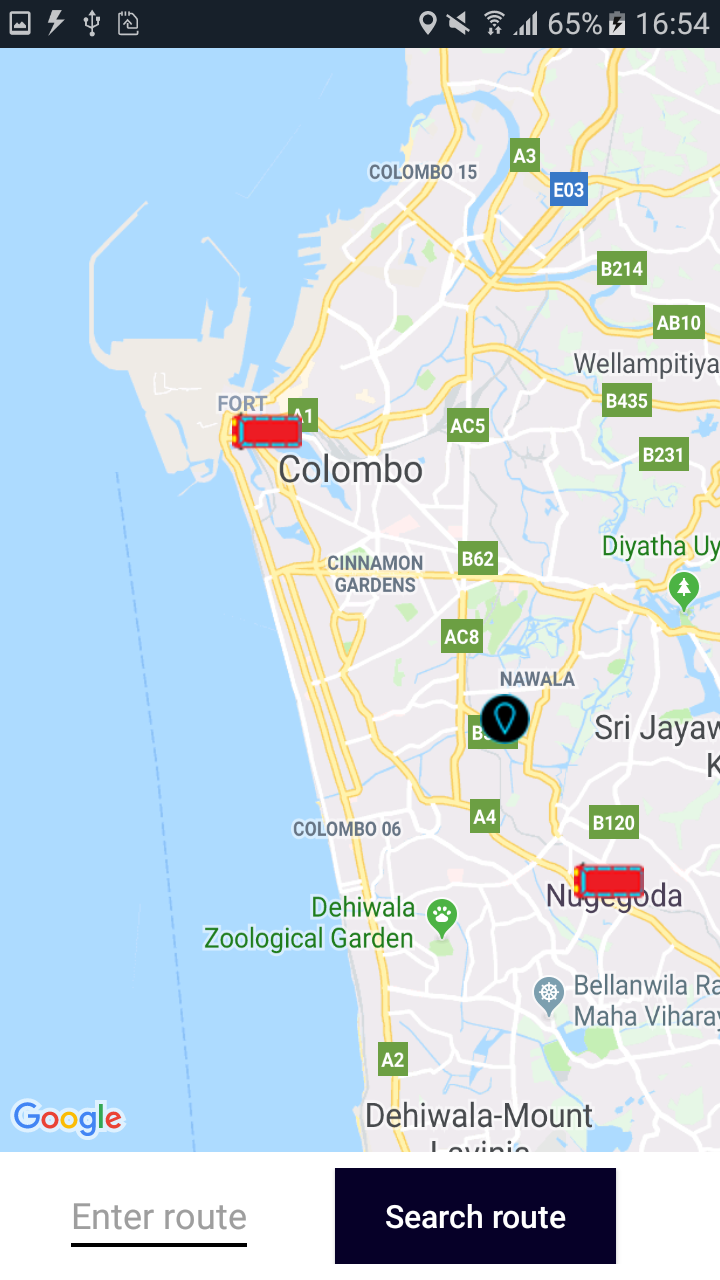 65% 16:54
A3
COLOMBO 15
E03
B214
AB10
Wellampitiya
FORT
A1
B435
AC5
B231
Colombo
Diyatha Uy
CINNAMON
GARDENS
B62
AC8
NAWALA
Sri Jayaw
K
A4
B120
COLOMBO 06
Nugegoda
Dehiwala
Zoological Garden
Bellanwila Ra
Maha Viharay
A2
Google
Dehiwala-Mount
Lavinia
Enter route
Search route